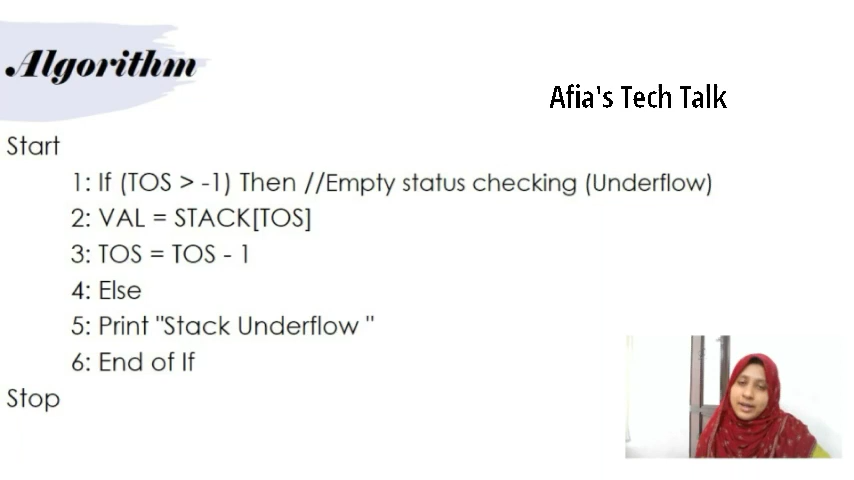 Algorithm
Afia's Tech Talk
Start
1: If (TOS > -1) Then //Empty status checking (Underflow)
2: VAL = STACK[TOS]
3: TOS = TOS - 1
4: Else
5: Print "Stack Underflow "
6: End of If
Stop